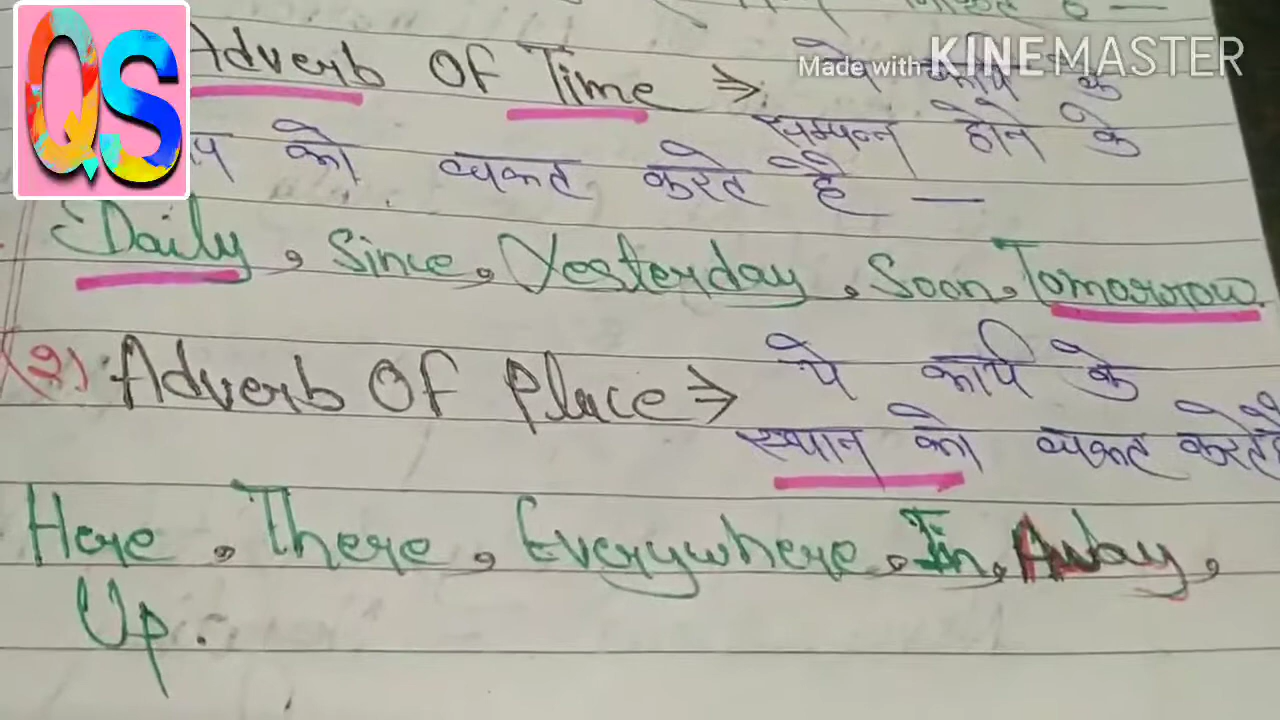 QS
Made with KINEMASTER
Adverb Of Time ⇒ ये कार्य के
सम्पन्न होने के
को व्यक्त करते है —
Daily, Since, Yesterday, Soon, Tomorrow.
(2) Adverb Of Place ⇒ ये कार्य के
स्थान को व्यक्त करते है
Here, There, Everywhere, In, Away,
Up.